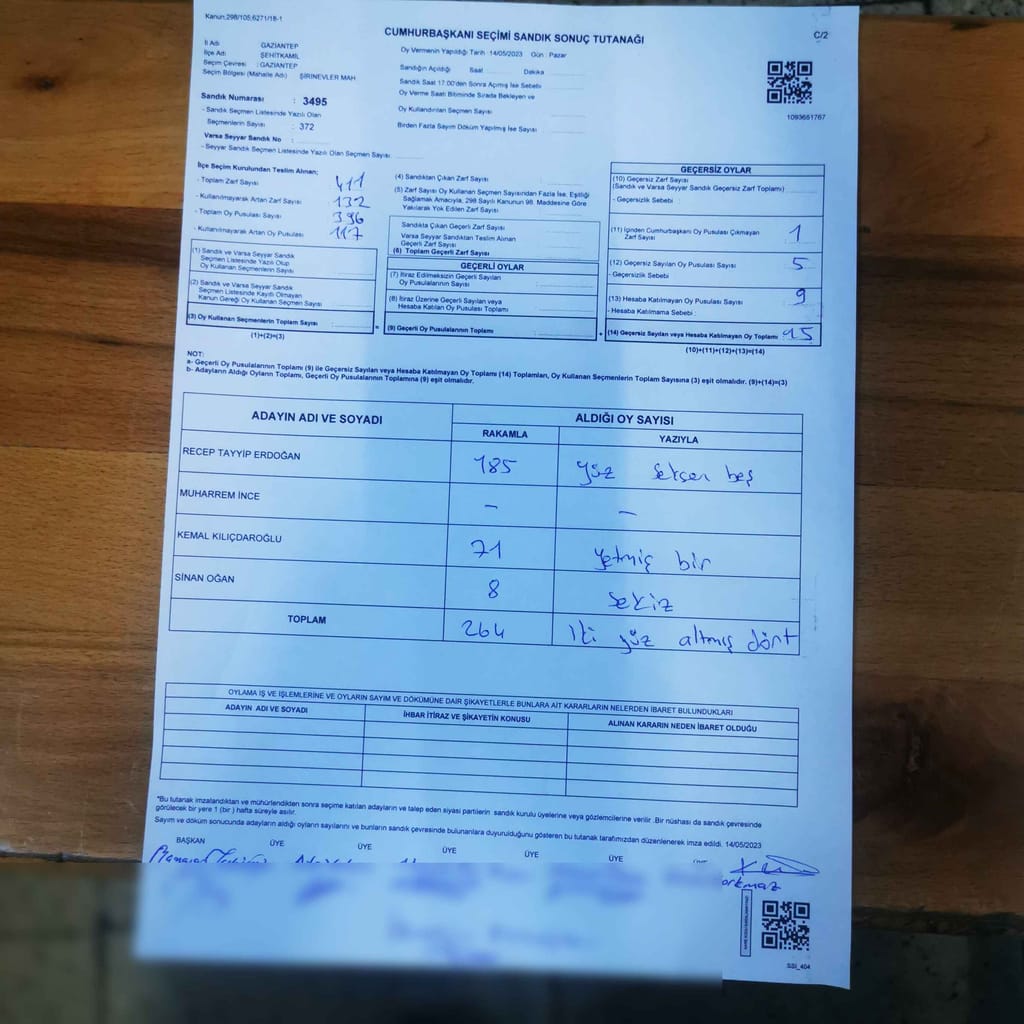 Kanun;298/105;6271/18-1
CUMHURBAŞKANI SEÇİMİ SANDIK SONUÇ TUTANAĞI
C/2
İl Adı GAZİANTEP
İlçe Adı ŞEHİTKAMİL
Seçim Çevresi : GAZİANTEP
Seçim Bölgesi (Mahalle Adı) ŞİRİNEVLER MAH
Sandık Numarası : 3495
- Sandık Seçmen Listesinde Yazılı Olan
Seçmenlerin Sayısı : 372
Varsa Seyyar Sandık No :
- Seyyar Sandık Seçmen Listesinde Yazılı Olan Seçmen Sayısı
Oy Vermenin Yapıldığı Tarih : 14/05/2023 Gün : Pazar
Sandığın Açıldığı Saat Dakika
Sandık Saat 17:00'den Sonra Açılmış İse Sebebi
Oy Verme Saati Bitiminde Sırada Bekleyen ve
Oy Kullandırılan Seçmen Sayısı
Birden Fazla Sayım Döküm Yapılmış İse Sayısı
1093651767
İlçe Seçim Kurulundan Teslim Alınan;
- Toplam Zarf Sayısı 411
- Kullanılmayarak Artan Zarf Sayısı 132
- Toplam Oy Pusulası Sayısı 396
- Kullanılmayarak Artan Oy Pusulası 117
(1) Sandık ve Varsa Seyyar Sandık
Seçmen Listesinde Yazılı Olup
Oy Kullanan Seçmenlerin Sayısı
(2) Sandık ve Varsa Seyyar Sandık
Seçmen Listesinde Kayıtlı Olmayan
Kanun Gereği Oy Kullanan Seçmen Sayısı
(3) Oy Kullanan Seçmenlerin Toplam Sayısı :
(1)+(2)=(3)
(4) Sandıktan Çıkan Zarf Sayısı
(5) Zarf Sayısı Oy Kullanan Seçmen Sayısından Fazla İse, Eşitliği
Sağlamak Amacıyla, 298 Sayılı Kanunun 98. Maddesine Göre
Yakılarak Yok Edilen Zarf Sayısı
Sandıkta Çıkan Geçerli Zarf Sayısı
Varsa Seyyar Sandıktan Teslim Alınan
Geçerli Zarf Sayısı
(6) Toplam Geçerli Zarf Sayısı
GEÇERLİ OYLAR
(7) İtiraz Edilmeksizin Geçerli Sayılan
Oy Pusulalarının Sayısı
(8) İtiraz Üzerine Geçerli Sayılan veya
Hesaba Katılan Oy Pusulası Toplamı
= (9) Geçerli Oy Pusulalarının Toplamı
GEÇERSİZ OYLAR
(10) Geçersiz Zarf Sayısı
(Sandık ve Varsa Seyyar Sandık Geçersiz Zarf Toplamı)
- Geçersizlik Sebebi :
(11) İçinden Cumhurbaşkanı Oy Pusulası Çıkmayan
Zarf Sayısı 1
(12) Geçersiz Sayılan Oy Pusulası Sayısı 5
- Geçersizlik Sebebi
(13) Hesaba Katılmayan Oy Pusulası Sayısı 9
- Hesaba Katılmama Sebebi :
+ (14) Geçersiz Sayılan veya Hesaba Katılmayan Oy Toplamı 15
(10)+(11)+(12)+(13)=(14)
NOT:
a- Geçerli Oy Pusulalarının Toplamı (9) ile Geçersiz Sayılan veya Hesaba Katılmayan Oy Toplamı (14) Toplamları, Oy Kullanan Seçmenlerin Toplam Sayısına (3) eşit olmalıdır. (9)+(14)=(3)
b- Adayların Aldığı Oyların Toplamı, Geçerli Oy Pusulalarının Toplamına (9) eşit olmalıdır.
ADAYIN ADI VE SOYADI ALDIĞI OY SAYISI
RAKAMLA YAZIYLA
RECEP TAYYİP ERDOĞAN 185 yüz seksen beş
MUHARREM İNCE - -
KEMAL KILIÇDAROĞLU 71 yetmiş bir
SİNAN OĞAN 8 sekiz
TOPLAM 264 İki yüz altmış dört
OYLAMA İŞ VE İŞLEMLERİNE VE OYLARIN SAYIM VE DÖKÜMÜNE DAİR ŞİKAYETLERLE BUNLARA AİT KARARLARIN NELERDEN İBARET BULUNDUKLARI
ADAYIN ADI VE SOYADI İHBAR İTİRAZ VE ŞİKAYETİN KONUSU ALINAN KARARIN NEDEN İBARET OLDUĞU
*Bu tutanak imzalandıktan ve mühürlendikten sonra seçime katılan adayların ve talep eden siyasi partilerin sandık kurulu üyelerine veya gözlemcilerine verilir. Bir nüshası da sandık çevresinde
görülecek bir yere 1 (bir) hafta süreyle asılır.
Sayım ve döküm sonucunda adayların aldığı oyların sayılarını ve bunların sandık çevresinde bulunanlara duyurulduğunu gösteren bu tutanak tarafımızdan düzenlenerek imza edildi. 14/05/2023
BAŞKAN ÜYE ÜYE ÜYE ÜYE ÜYE
orkmaz
SSİ_404